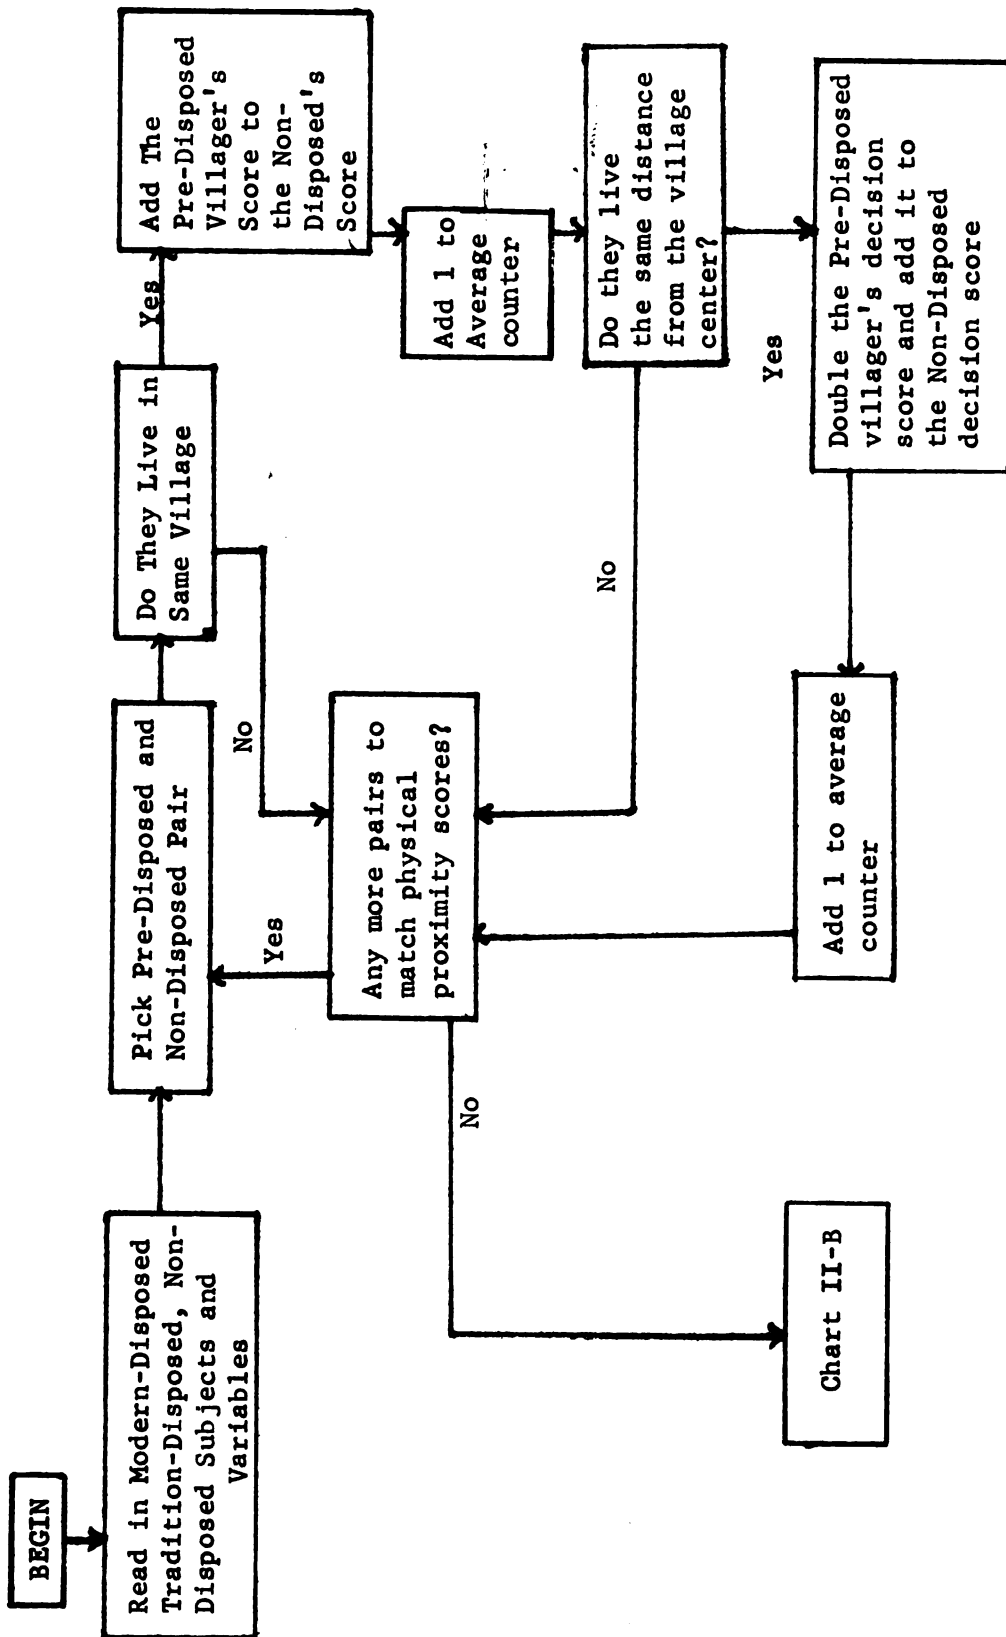 BEGIN
Read in Modern-Disposed
Tradition-Disposed, Non-
Disposed Subjects and
Variables
Pick Pre-Disposed and
Non-Disposed Pair
Do They Live in
Same Village
Yes
Add The
Pre-Disposed
Villager's
Score to
the Non-
Disposed's
Score
No
Add 1 to
Average
counter
Yes
Any more pairs to
match physical
proximity scores?
Do they live
the same distance
from the village
center?
No
No
Yes
Chart II-B
Add 1 to average
counter
Double the Pre-Disposed
villager's decision
score and add it to
the Non-Disposed
decision score